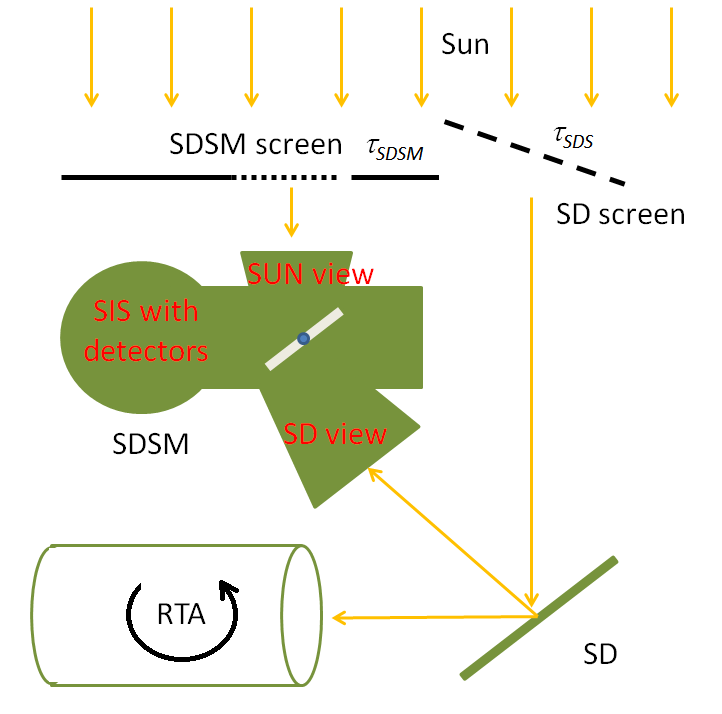 Sun
SDSM screen
τSDSM
τSDS
SD screen
SUN view
SIS with
detectors
SD view
SDSM
RTA
SD